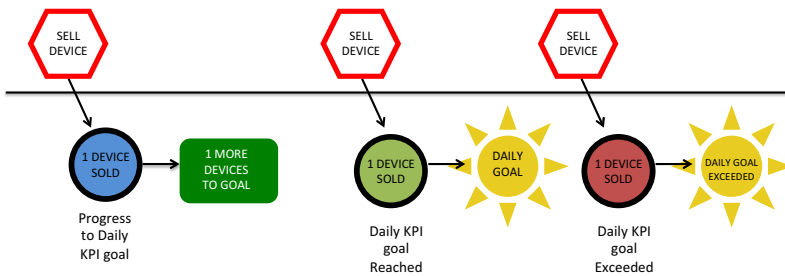 SELL
DEVICE
SELL
DEVICE
SELL
DEVICE
1 DEVICE
SOLD
1 MORE
DEVICES
TO GOAL
1 DEVICE
SOLD
DAILY
GOAL
1 DEVICE
SOLD
DAILY GOAL
EXCEEDED
Progress
to Daily
KPI goal
Daily KPI
goal
Reached
Daily KPI
goal
Exceeded